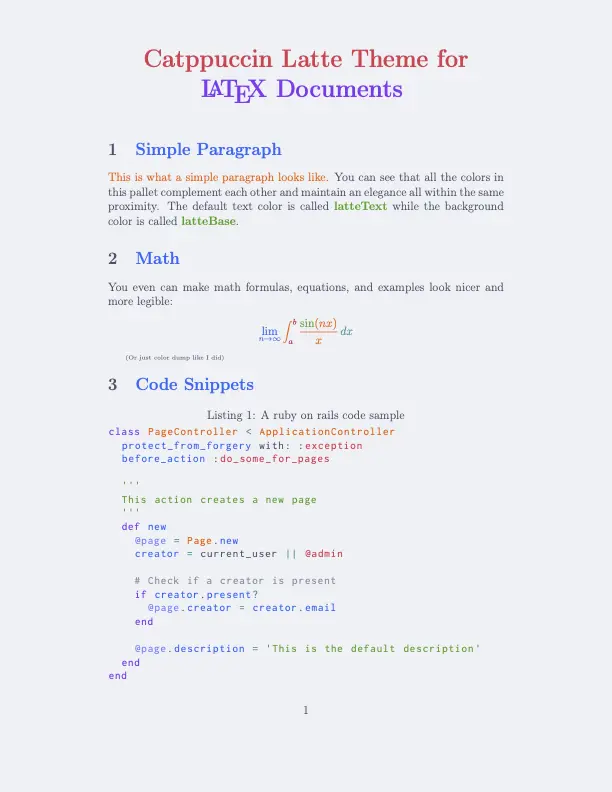 Catppuccin Latte Theme for
LATEX Documents
1 Simple Paragraph
This is what a simple paragraph looks like. You can see that all the colors in
this pallet complement each other and maintain an elegance all within the same
proximity. The default text color is called latteText while the background
color is called latteBase.
2 Math
You even can make math formulas, equations, and examples look nicer and
more legible:
lim n→∞ ∫ₐᵇ sin(nx)/x dx
(Or just color dump like I did)
3 Code Snippets
Listing 1: A ruby on rails code sample
class PageController < ApplicationController
  protect_from_forgery with: :exception
  before_action :do_some_for_pages
  '''
  This action creates a new page
  '''
  def new
    @page = Page.new
    creator = current_user || @admin
    # Check if a creator is present
    if creator.present?
      @page.creator = creator.email
    end
    @page.description = 'This is the default description'
  end
end
1